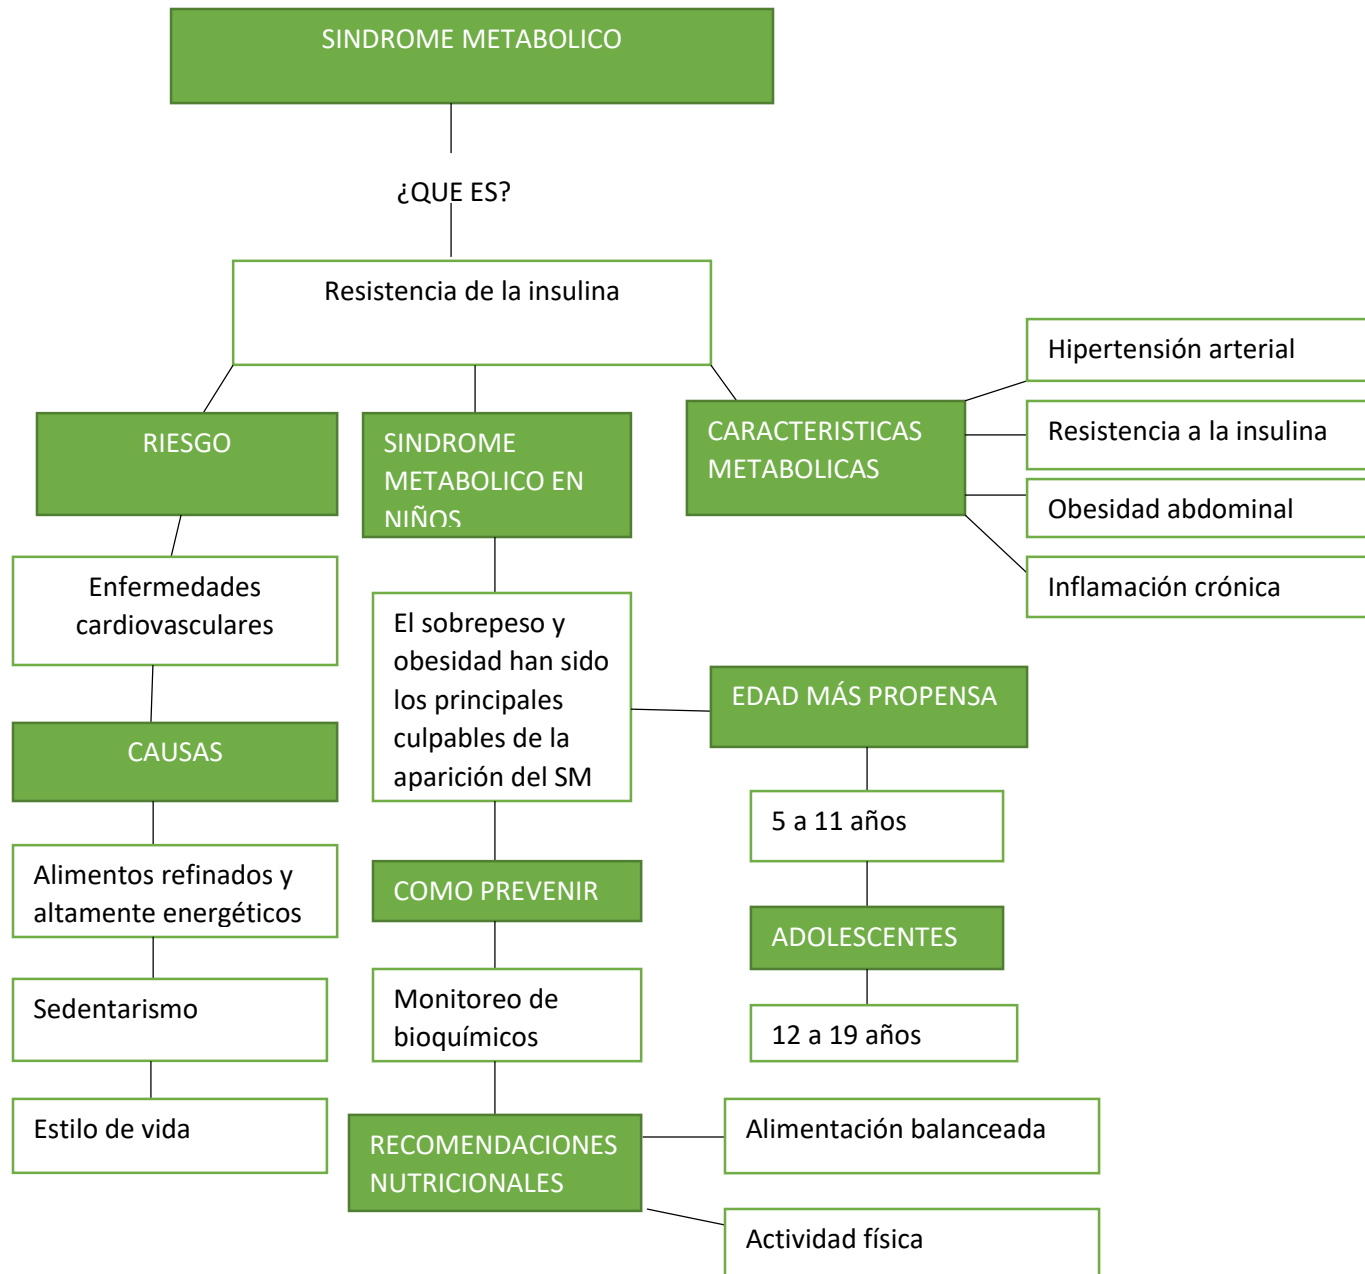 SINDROME METABOLICO
¿QUE ES?
Resistencia de la insulina
RIESGO
Enfermedades
cardiovasculares
CAUSAS
Alimentos refinados y
altamente energéticos
Sedentarismo
Estilo de vida
SINDROME
METABOLICO EN
NIÑOS
El sobrepeso y
obesidad han sido
los principales
culpables de la
aparición del SM
COMO PREVENIR
Monitoreo de
bioquímicos
RECOMENDACIONES
NUTRICIONALES
Alimentación balanceada
Actividad física
EDAD MÁS PROPENSA
5 a 11 años
ADOLESCENTES
12 a 19 años
CARACTERISTICAS
METABOLICAS
Hipertensión arterial
Resistencia a la insulina
Obesidad abdominal
Inflamación crónica